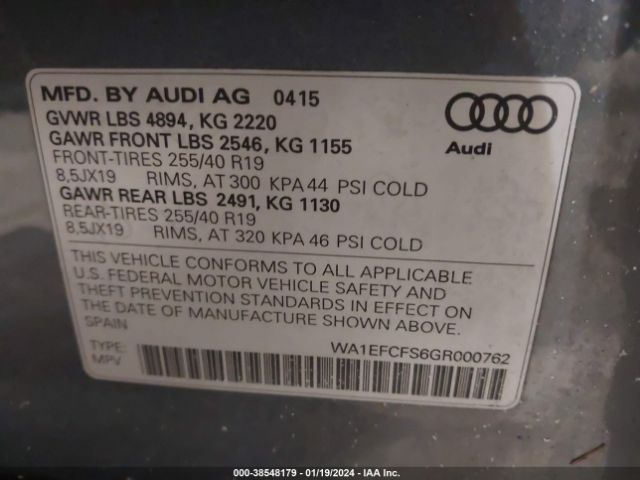 MFD. BY AUDI AG 0415
GVWR LBS 4894, KG 2220
GAWR FRONT LBS 2546, KG 1155
FRONT-TIRES 255/40 R19
8,5JX19 RIMS, AT 300 KPA 44 PSI COLD
GAWR REAR LBS 2491, KG 1130
REAR-TIRES 255/40 R19
8,5JX19 RIMS, AT 320 KPA 46 PSI COLD
Audi
THIS VEHICLE CONFORMS TO ALL APPLICABLE
U.S. FEDERAL MOTOR VEHICLE SAFETY AND
THEFT PREVENTION STANDARDS IN EFFECT ON
THE DATE OF MANUFACTURE SHOWN ABOVE.
SPAIN
WA1EFCFS6GR000762
TYPE:
MPV
000-38548179 - 01/19/2024 - IAA Inc.